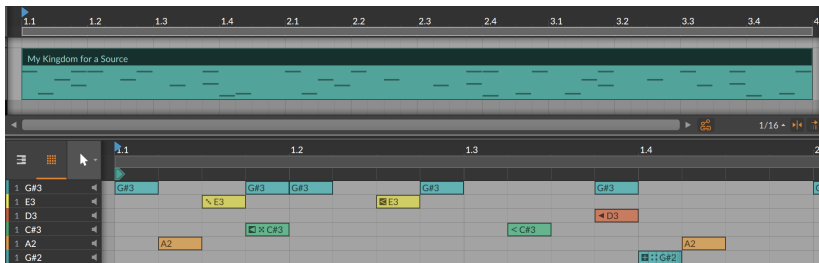 1.1 1.2 1.3 1.4 2.1 2.2 2.3 2.4 3.1 3.2 3.3 3.4 4
My Kingdom for a Source
1/16
1.1 1.2 1.3 1.4 2
1 G#3 G#3 G#3 G#3 G#3 G#3
1 E3 E3 E3
1 D3 D3
1 C#3 C#3 C#3
1 A2 A2 A2
1 G#2 G#2